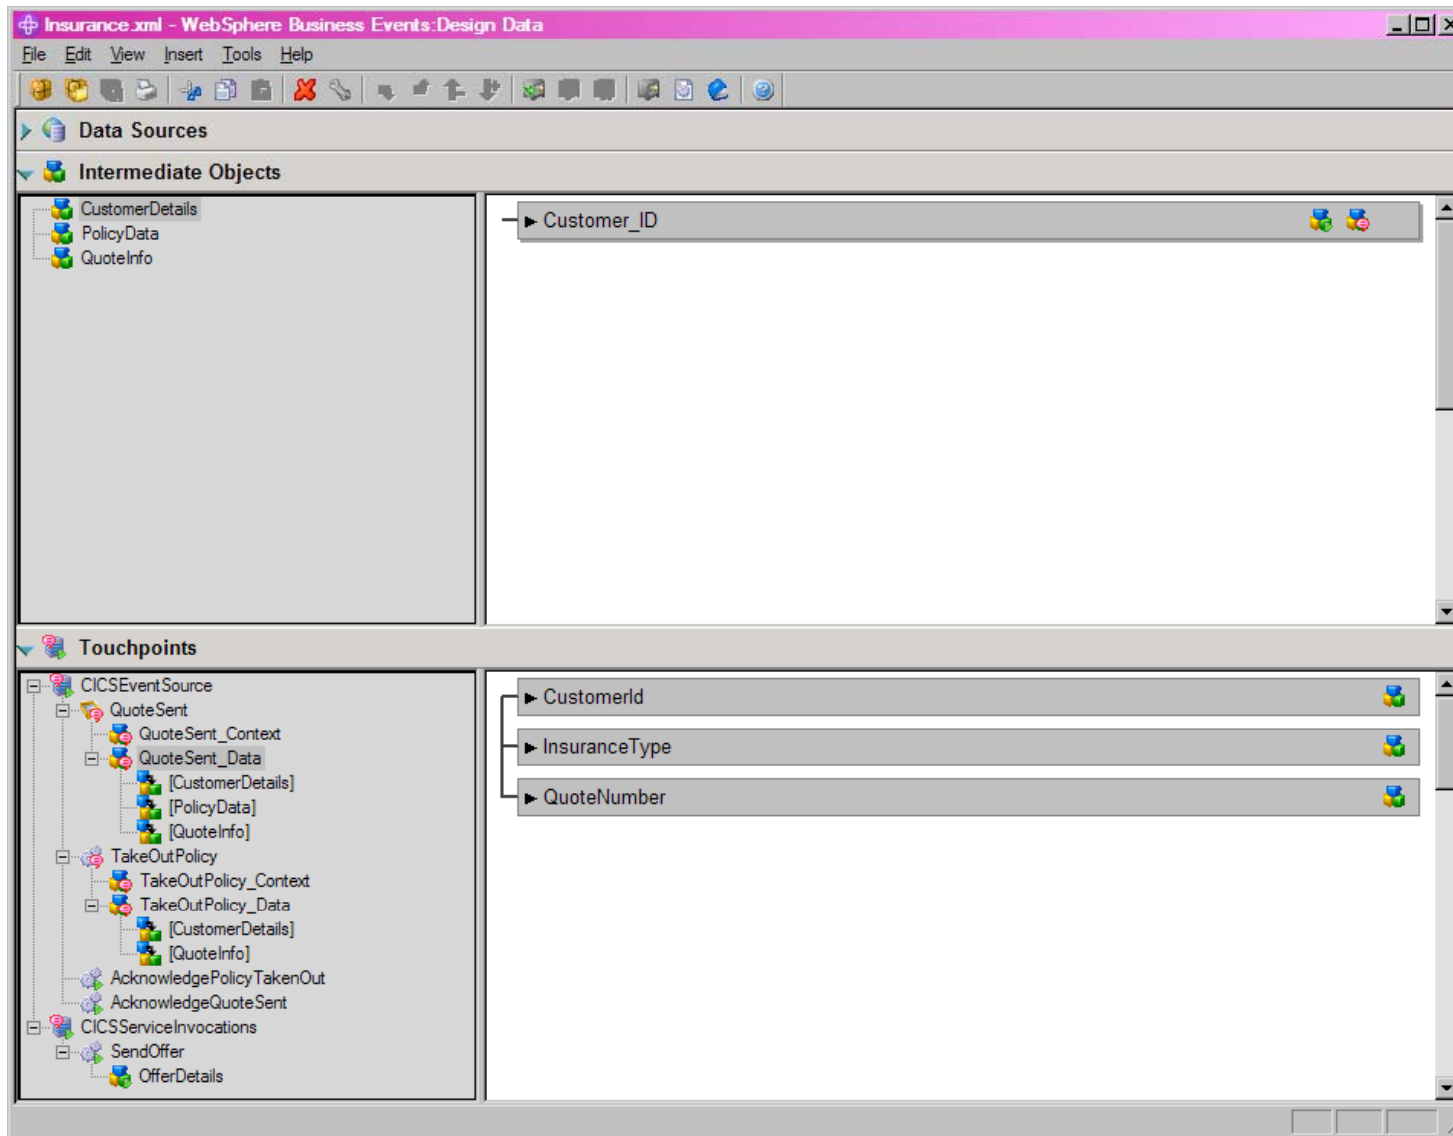 Insurance.xml - WebSphere Business Events:Design Data
File Edit View Insert Tools Help
Data Sources
Intermediate Objects
CustomerDetails
PolicyData
QuoteInfo
Customer_ID
Touchpoints
CICSEventSource
QuoteSent
QuoteSent_Context
QuoteSent_Data
[CustomerDetails]
[PolicyData]
[QuoteInfo]
TakeOutPolicy
TakeOutPolicy_Context
TakeOutPolicy_Data
[CustomerDetails]
[QuoteInfo]
AcknowledgePolicyTakenOut
AcknowledgeQuoteSent
CICSServiceInvocations
SendOffer
OfferDetails
CustomerId
InsuranceType
QuoteNumber